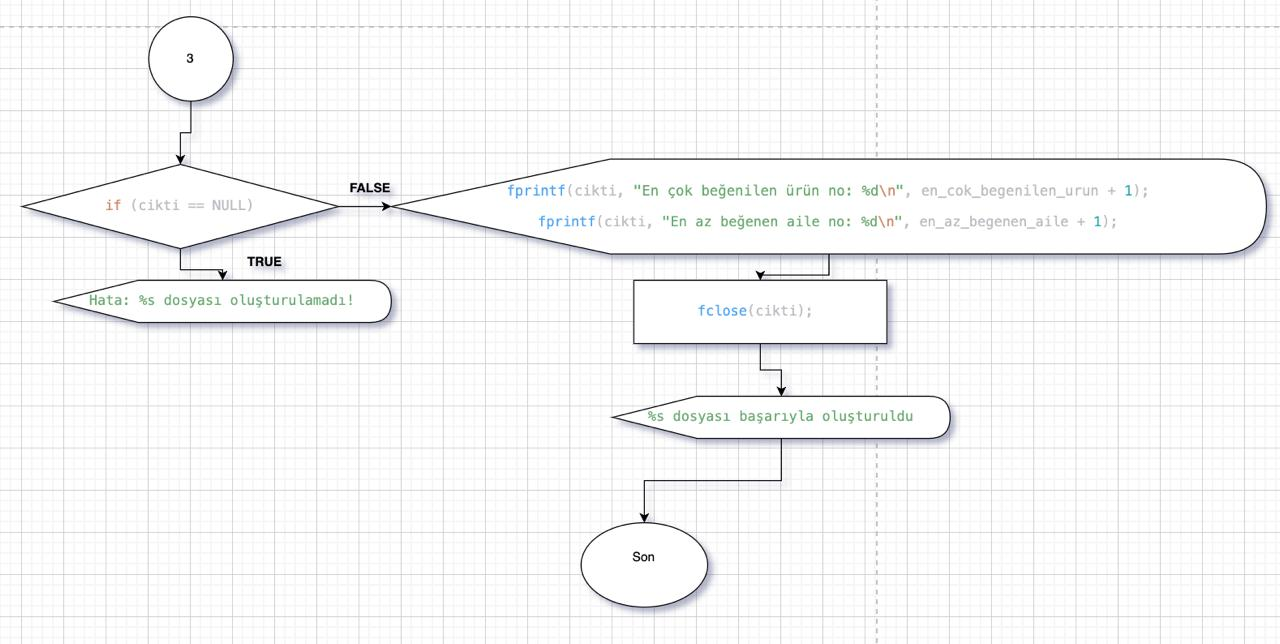 3
if (cikti == NULL)
FALSE
fprintf(cikti, "En çok beğenilen ürün no: %d\n", en_cok_begenilen_urun + 1);
fprintf(cikti, "En az beğenen aile no: %d\n", en_az_begenen_aile + 1);
TRUE
Hata: %s dosyası oluşturulamadı!
fclose(cikti);
%s dosyası başarıyla oluşturuldu
Son